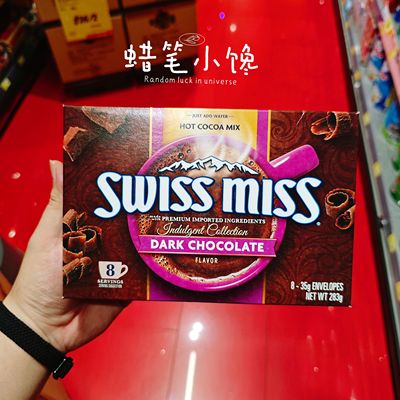 蜡笔小馋
Random luck in universe
JUST ADD WATER
HOT COCOA MIX
SWISS MISS
PREMIUM IMPORTED INGREDIENTS
Indulgent Collection
DARK CHOCOLATE
FLAVOR
8
SERVINGS
8 - 35g ENVELOPES
NET WT 283g